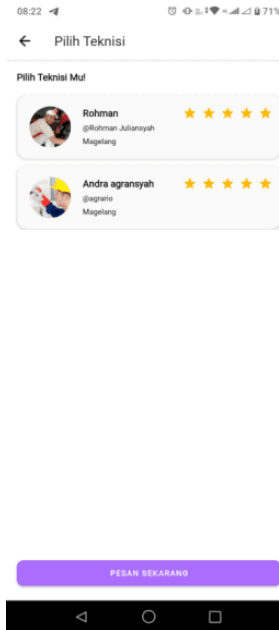 08:22
71%
Pilih Teknisi
Pilih Teknisi Mu!
Rohman
@Rohman Juliansyah
Magelang
Andra agransyah
@agrario
Magelang
PESAN SEKARANG